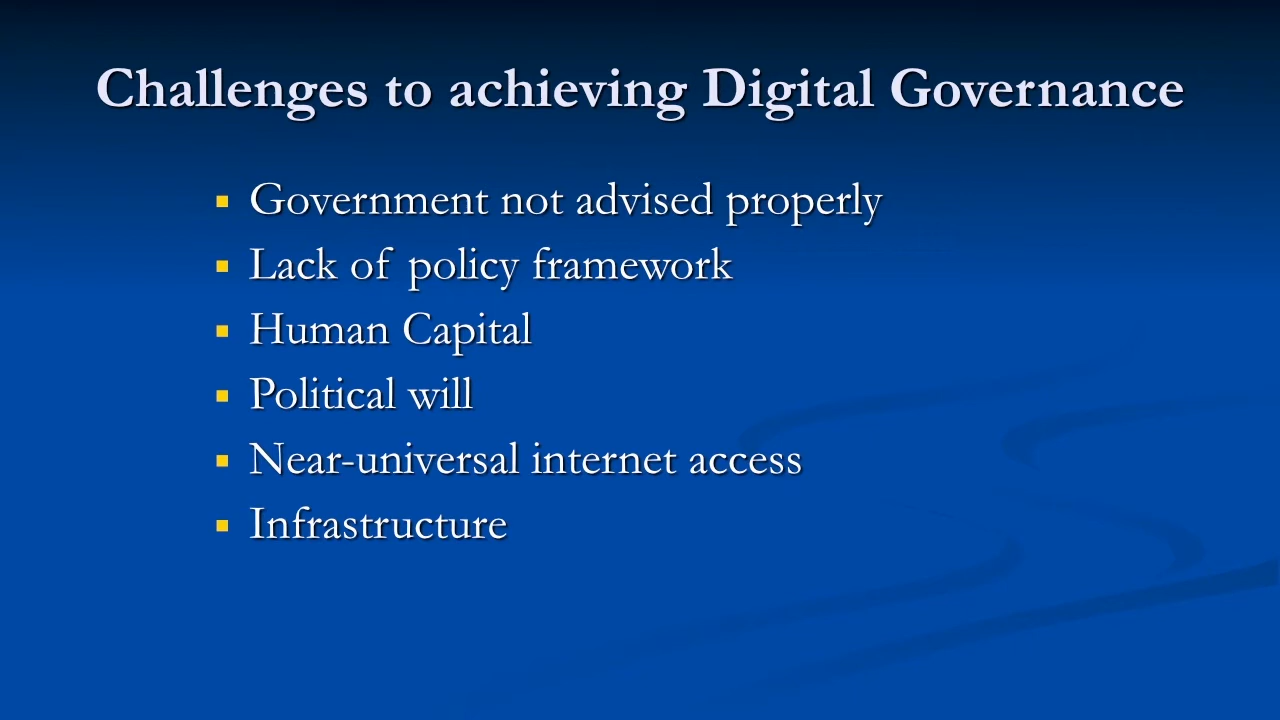 Challenges to achieving Digital Governance
Government not advised properly
Lack of policy framework
Human Capital
Political will
Near-universal internet access
Infrastructure